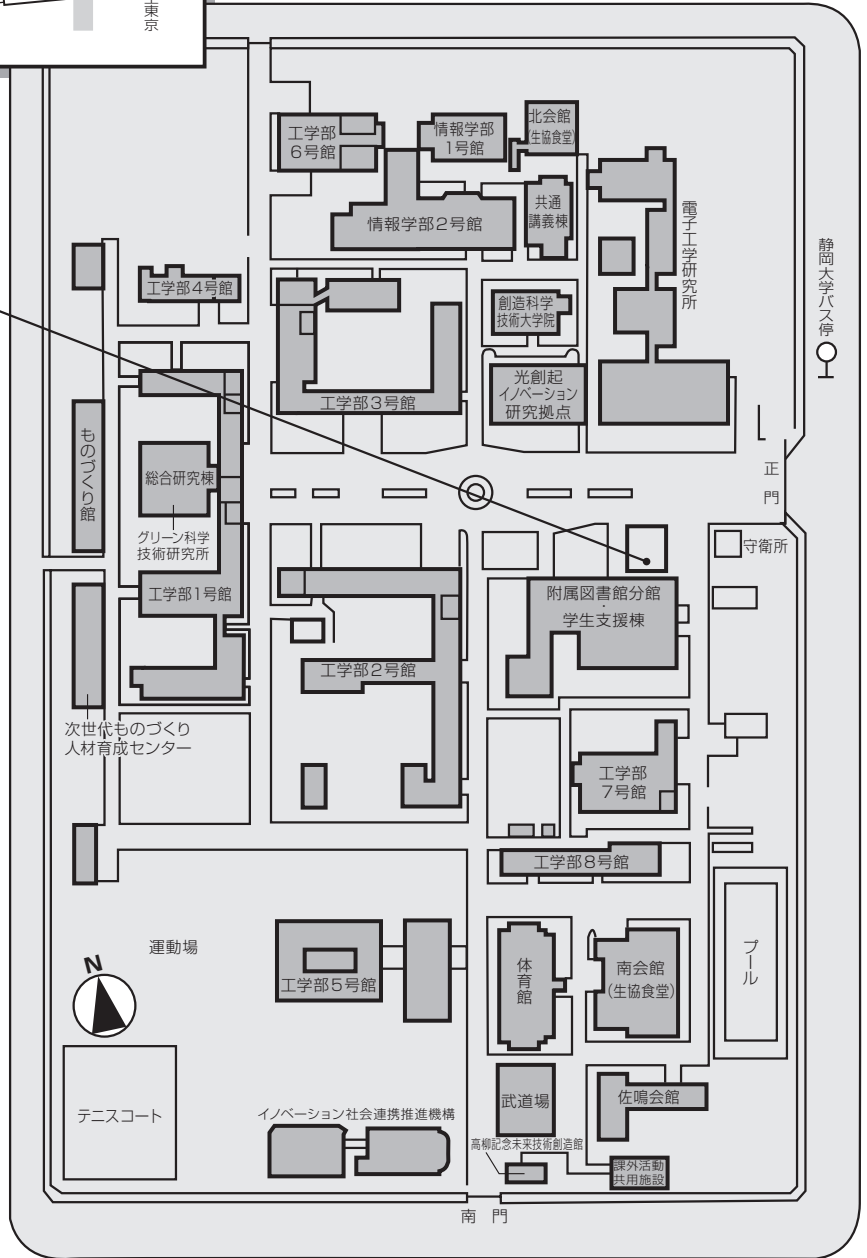 東京
工学部
6号館
情報学部
1号館
北会館
(生協食堂)
共通
講義棟
情報学部2号館
電子工学研究所
静岡大学バス停
工学部4号館
創造科学
技術大学院
工学部3号館
光創起
イノベーション
研究拠点
ものづくり館
総合研究棟
グリーン科学
技術研究所
正門
守衛所
工学部1号館
附属図書館分館
・
学生支援棟
工学部2号館
次世代ものづくり
人材育成センター
工学部
7号館
工学部8号館
運動場
N
工学部5号館
体育館
南会館
(生協食堂)
プール
テニスコート
イノベーション社会連携推進機構
武道場
佐鳴会館
高柳記念未来技術創造館
課外活動
共用施設
南門